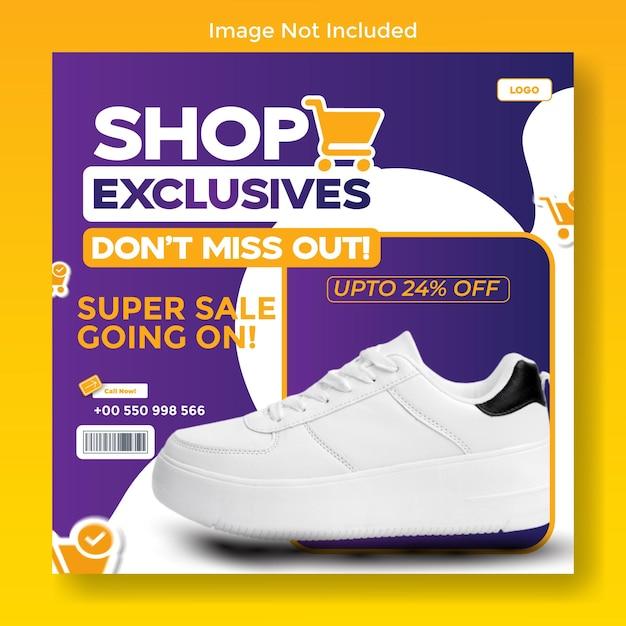 Image Not Included
LOGO
SHOP
EXCLUSIVES
DON'T MISS OUT!
UPTO 24% OFF
SUPER SALE
GOING ON!
Call Now!
+00 550 998 566